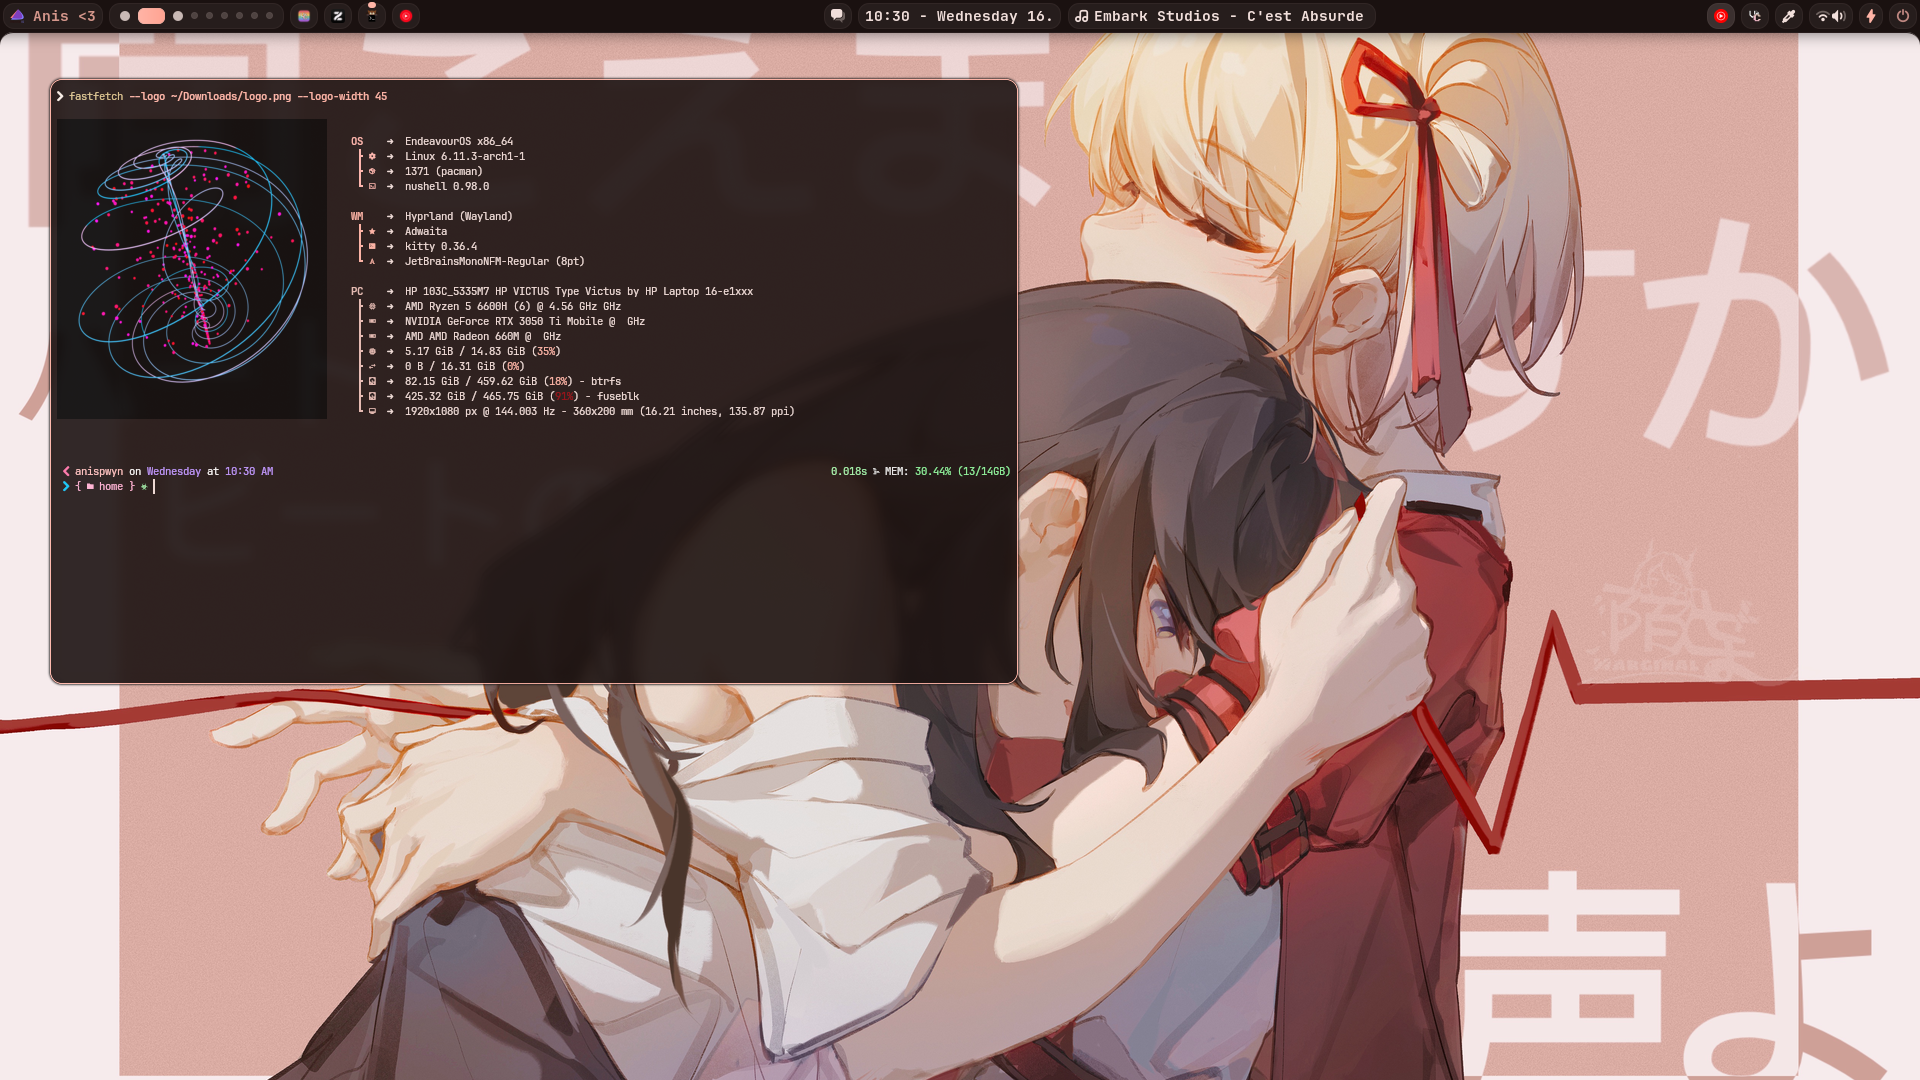 Anis <3
10:30 - Wednesday 16.
Embark Studios - C'est Absurde
fastfetch --logo ~/Downloads/logo.png --logo-width 45
OS ➜ EndeavourOS x86_64
➜ Linux 6.11.3-arch1-1
➜ 1371 (pacman)
➜ nushell 0.98.0
WM ➜ Hyprland (Wayland)
➜ Adwaita
➜ kitty 0.36.4
➜ JetBrainsMonoNFM-Regular (8pt)
PC ➜ HP 103C_5335M7 HP VICTUS Type Victus by HP Laptop 16-e1xxx
➜ AMD Ryzen 5 6600H (6) @ 4.56 GHz GHz
➜ NVIDIA GeForce RTX 3050 Ti Mobile @  GHz
➜ AMD AMD Radeon 660M @  GHz
➜ 5.17 GiB / 14.83 GiB (35%)
➜ 0 B / 16.31 GiB (0%)
➜ 82.15 GiB / 459.62 GiB (18%) - btrfs
➜ 425.32 GiB / 465.75 GiB (91%) - fuseblk
➜ 1920x1080 px @ 144.003 Hz - 360x200 mm (16.21 inches, 135.87 ppi)
anispwyn on Wednesday at 10:30 AM
0.018s MEM: 30.44% (13/14GB)
{ home }
すか
声よ
MARGINAL